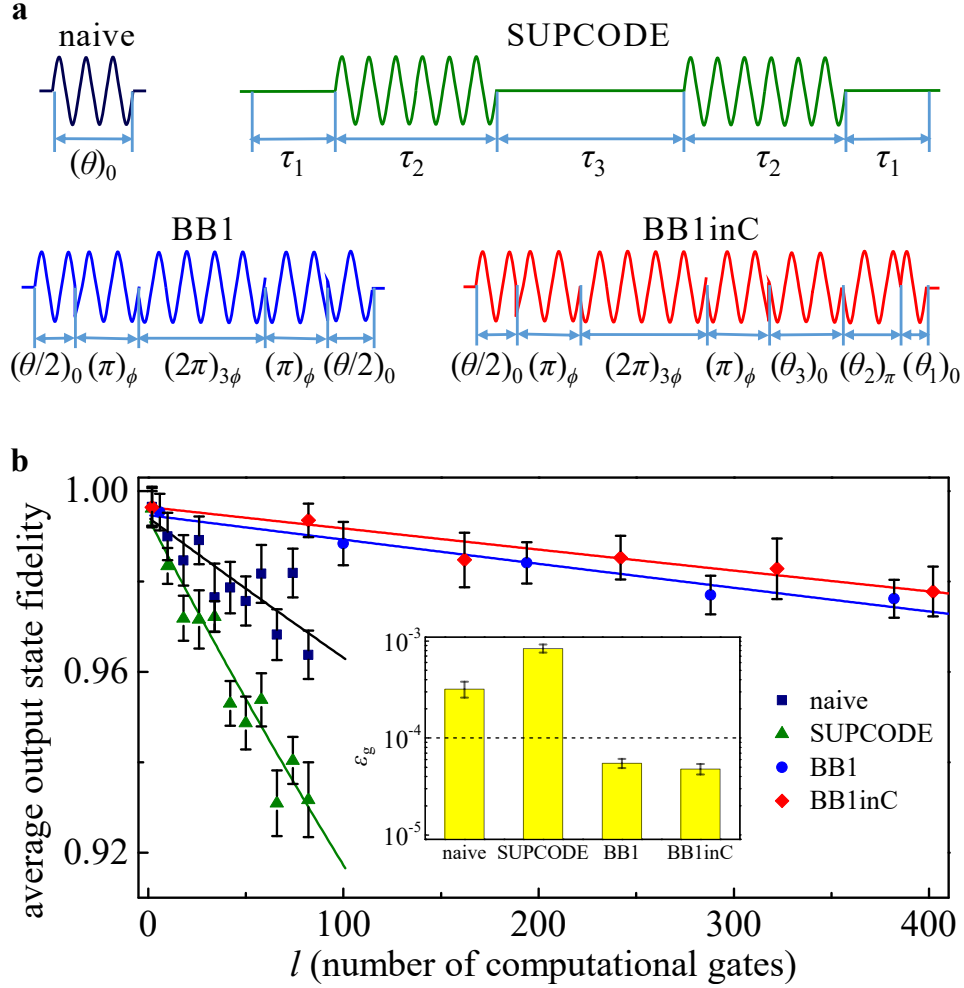 a
naive
SUPCODE
(θ)₀
τ₁ τ₂ τ₃ τ₂ τ₁
BB1
BB1inC
(θ/2)₀ (π)ᵩ (2π)₃ᵩ (π)ᵩ (θ/2)₀
(θ/2)₀ (π)ᵩ (2π)₃ᵩ (π)ᵩ (θ₃)₀ (θ₂)π (θ₁)₀
b
average output state fidelity
1.00
0.96
0.92
0 100 200 300 400
l (number of computational gates)
εg
10⁻³
10⁻⁴
10⁻⁵
naive SUPCODE BB1 BB1inC
naive
SUPCODE
BB1
BB1inC